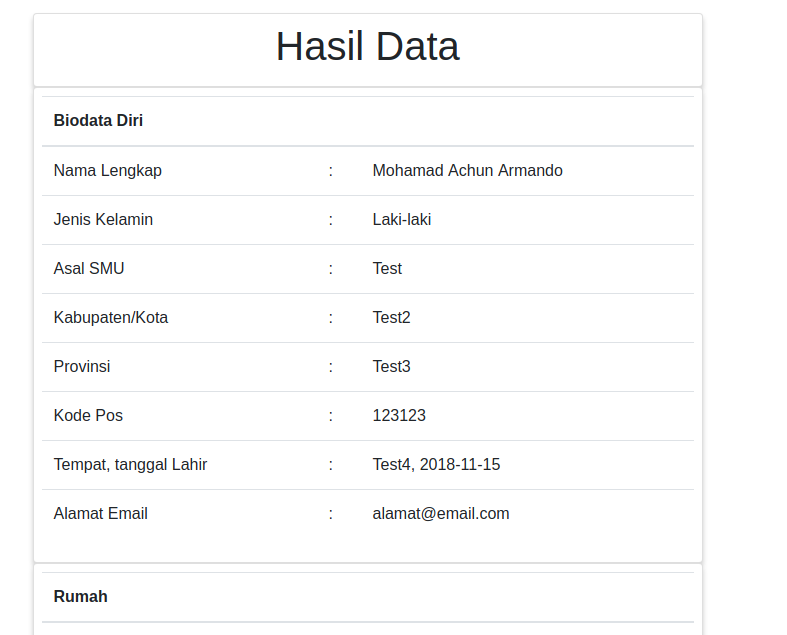 Hasil Data
Biodata Diri
Nama Lengkap : Mohamad Achun Armando
Jenis Kelamin : Laki-laki
Asal SMU : Test
Kabupaten/Kota : Test2
Provinsi : Test3
Kode Pos : 123123
Tempat, tanggal Lahir : Test4, 2018-11-15
Alamat Email : alamat@email.com
Rumah